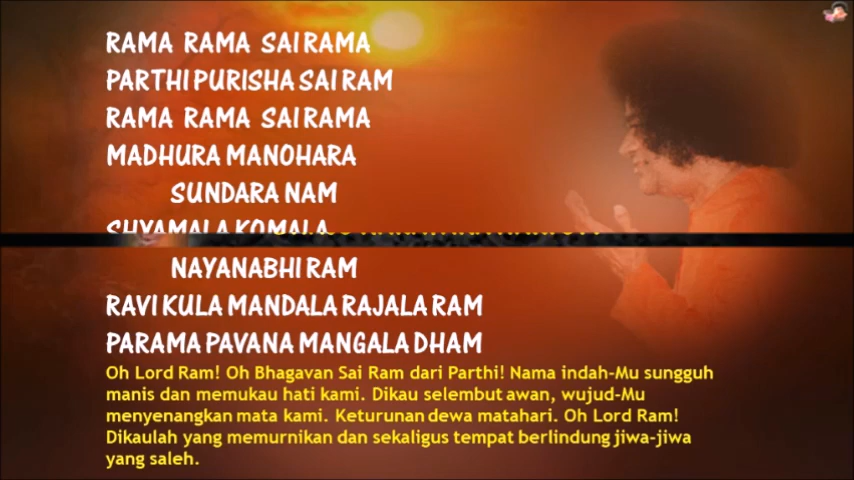 RAMA RAMA SAI RAMA
PARTHI PURISHA SAI RAM
RAMA RAMA SAI RAMA
MADHURA MANOHARA
SUNDARA NAM
SHYAMALA KOMALA
NAYANABHI RAM
RAVI KULA MANDALA RAJALA RAM
PARAMA PAVANA MANGALA DHAM
Oh Lord Ram! Oh Bhagavan Sai Ram dari Parthi! Nama indah-Mu sungguh
manis dan memukau hati kami. Dikau selembut awan, wujud-Mu
menyenangkan mata kami. Keturunan dewa matahari. Oh Lord Ram!
Dikaulah yang memurnikan dan sekaligus tempat berlindung jiwa-jiwa
yang saleh.